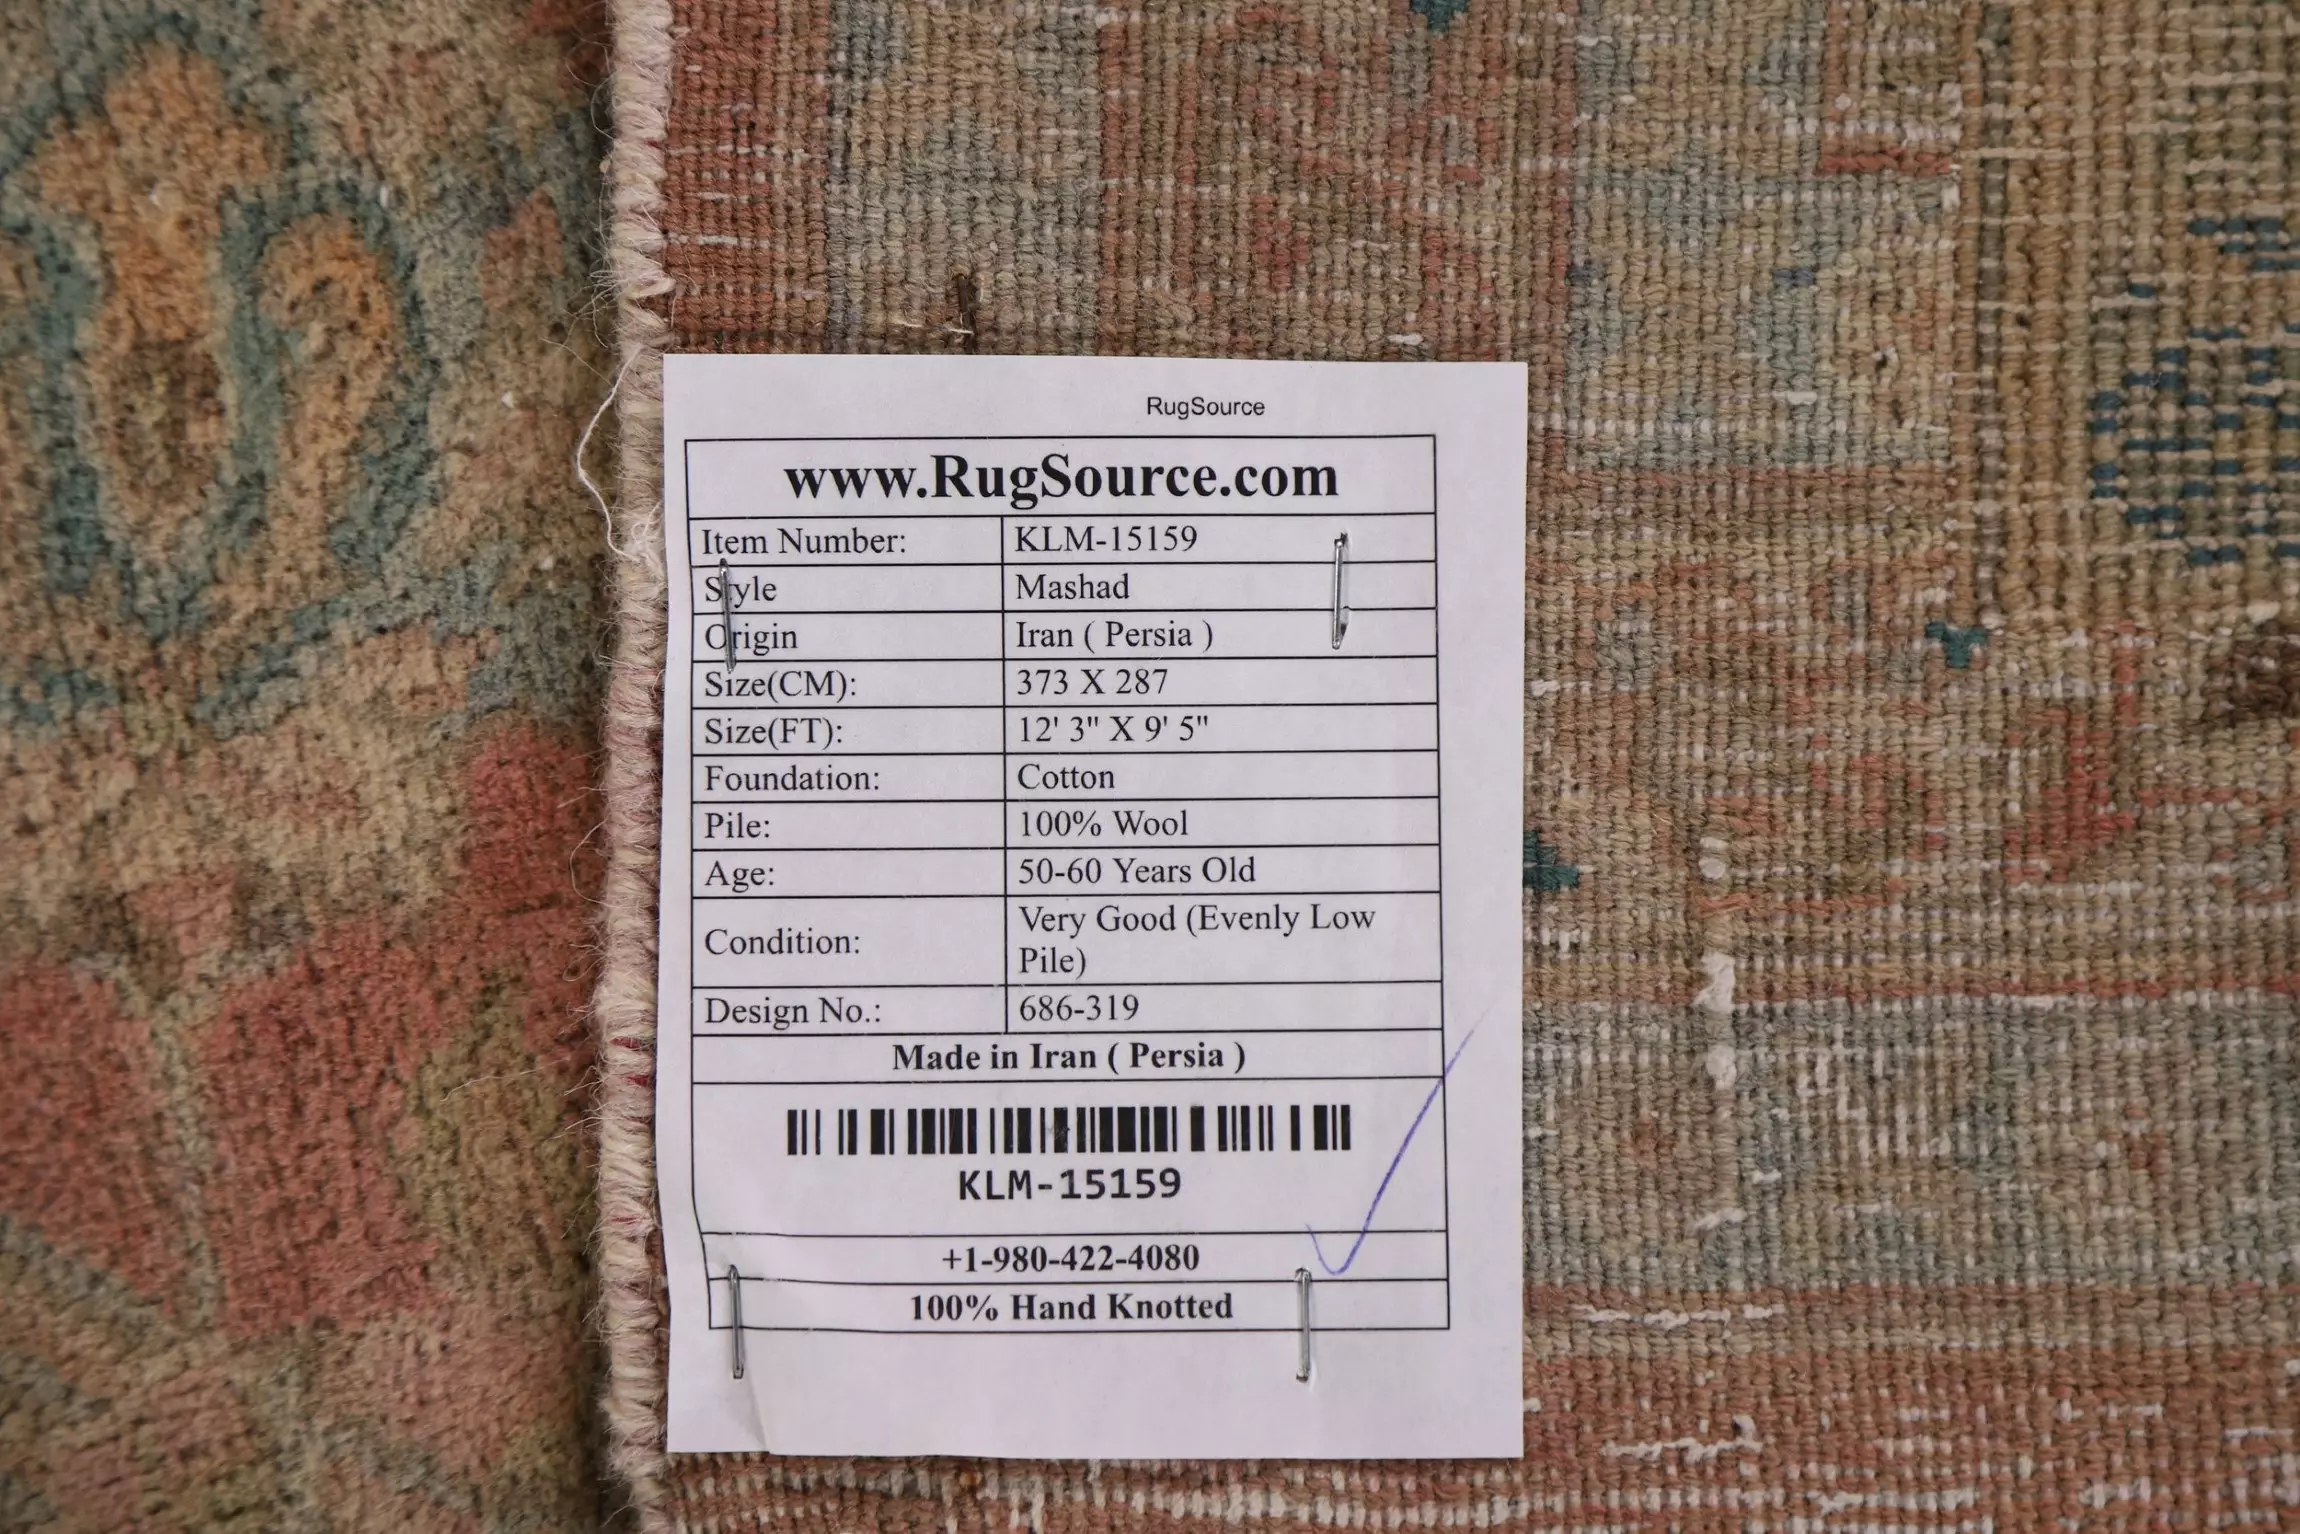 RugSource
www.RugSource.com
Item Number: KLM-15159
Style Mashad
Origin Iran ( Persia )
Size(CM): 373 X 287
Size(FT): 12' 3" X 9' 5"
Foundation: Cotton
Pile: 100% Wool
Age: 50-60 Years Old
Condition: Very Good (Evenly Low
Pile)
Design No.: 686-319
Made in Iran ( Persia )
KLM-15159
+1-980-422-4080
100% Hand Knotted